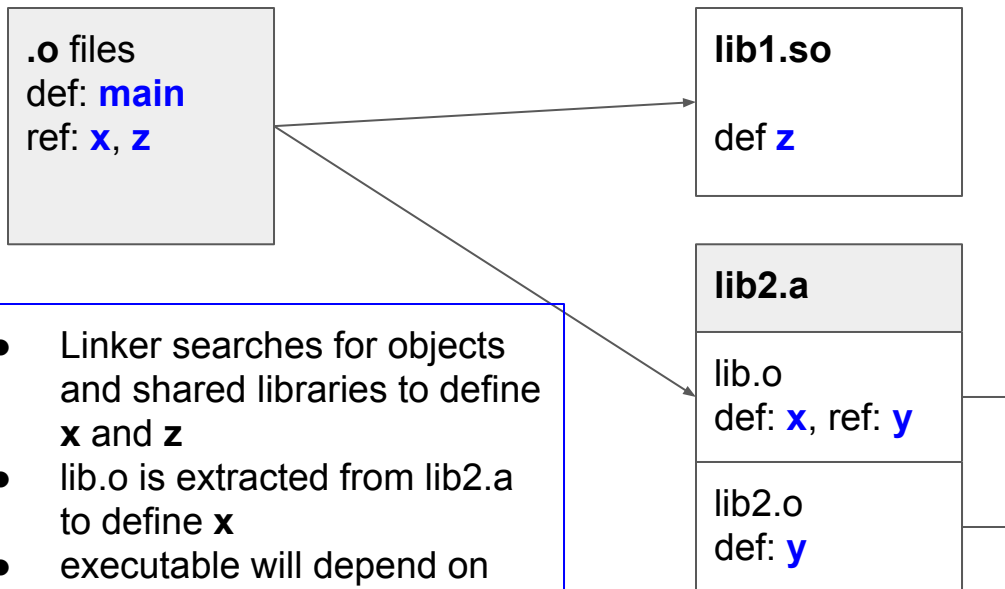 .o files
def: main
ref: x, z
lib1.so
def z
lib2.a
lib.o
def: x, ref: y
lib2.o
def: y
● Linker searches for objects
and shared libraries to define
x and z
● lib.o is extracted from lib2.a
to define x
● executable will depend on